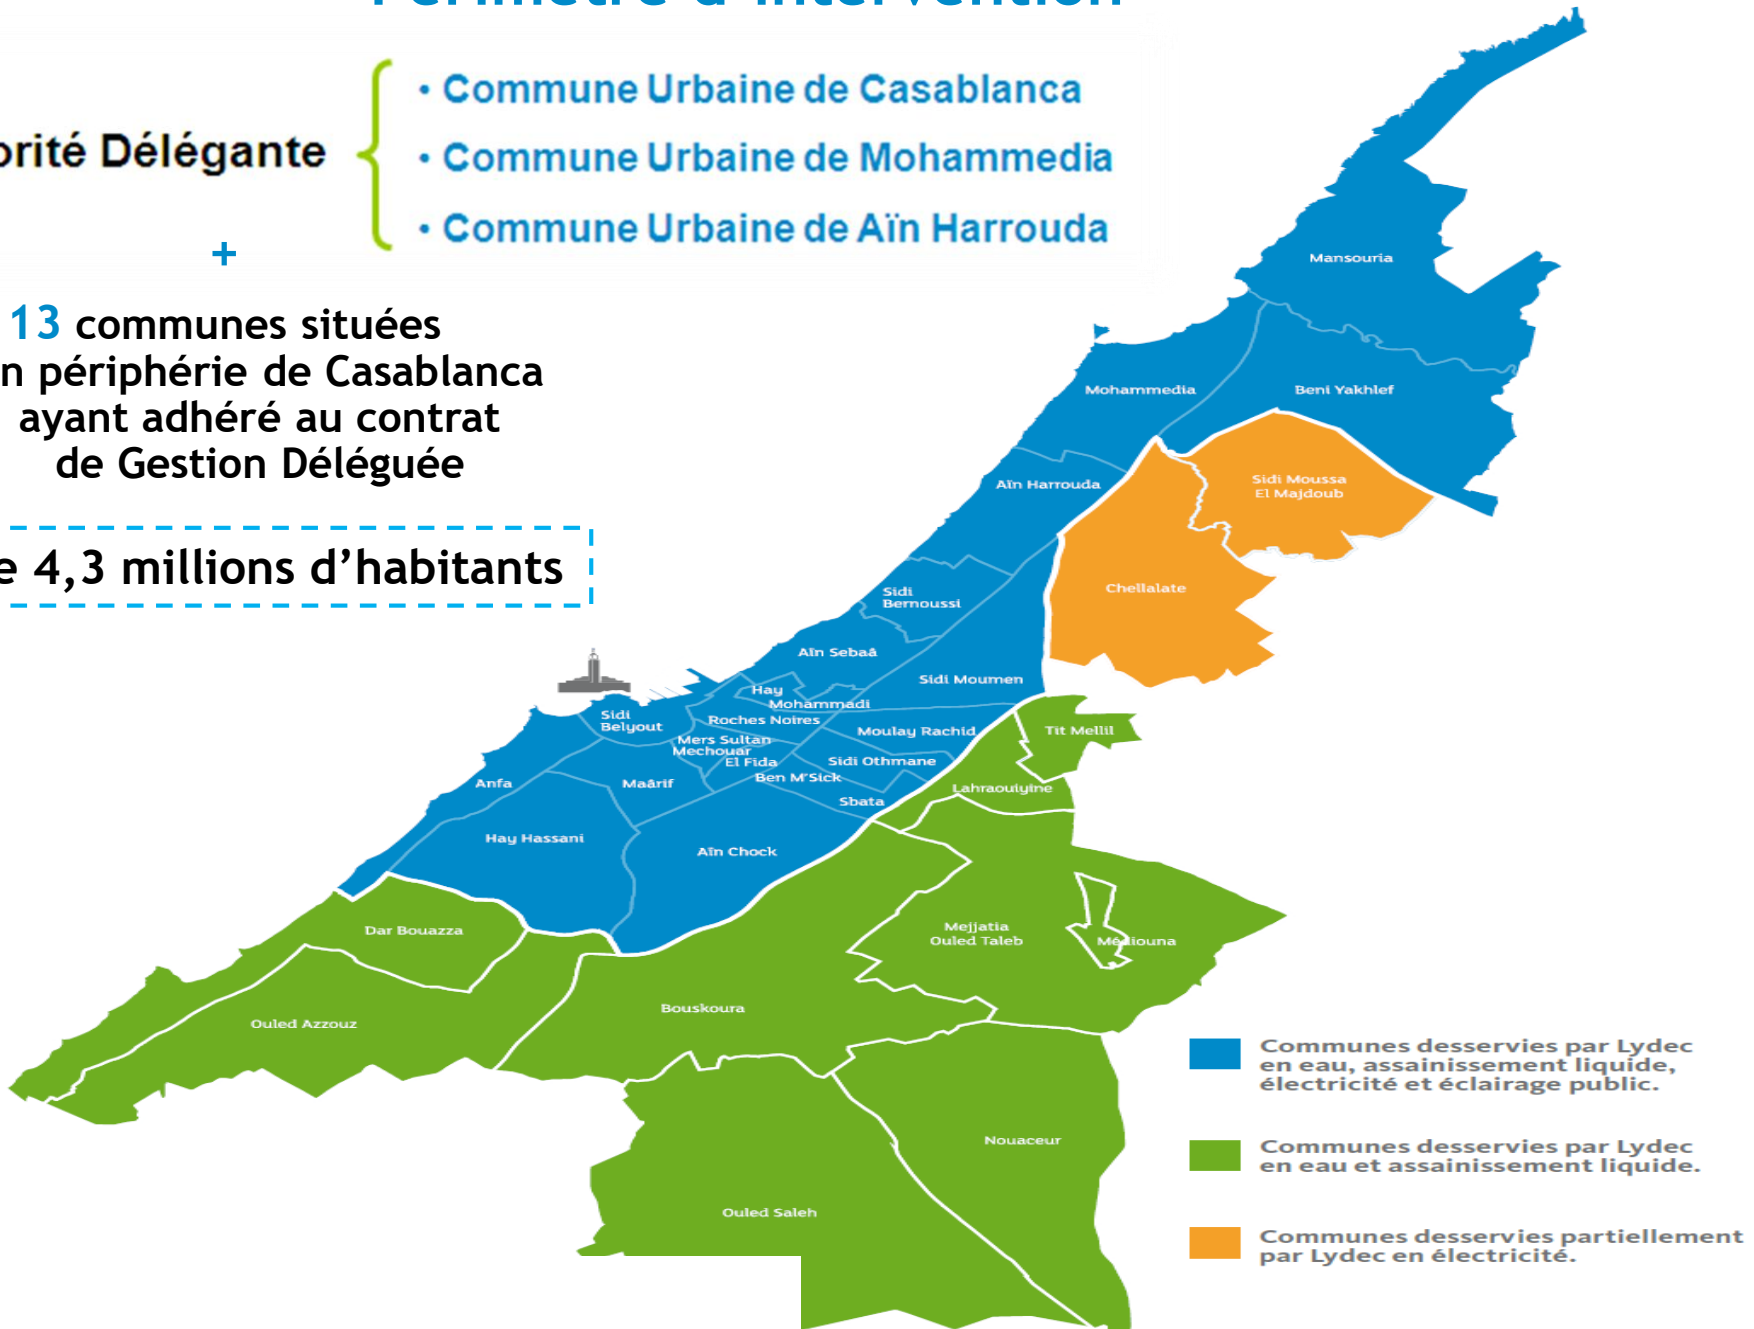 Périmètre d'intervention
orité Délégante
• Commune Urbaine de Casablanca
• Commune Urbaine de Mohammedia
• Commune Urbaine de Aïn Harrouda
+
13 communes situées
n périphérie de Casablanca
ayant adhéré au contrat
de Gestion Déléguée
e 4,3 millions d’habitants
Mansouria
Mohammedia
Beni Yakhlef
Aïn Harrouda
Sidi Moussa
El Majdoub
Chellalate
Sidi
Bernoussi
Aïn Sebaâ
Sidi Moumen
Hay
Mohammadi
Sidi
Belyout
Roches Noires
Moulay Rachid
Tit Mellil
Mers Sultan
Mechouar
El Fida
Sidi Othmane
Ben M'Sick
Anfa
Maârif
Lahraouiyine
Sbata
Hay Hassani
Aïn Chock
Dar Bouazza
Mejjatia
Ouled Taleb
Médiouna
Bouskoura
Ouled Azzouz
Nouaceur
Ouled Saleh
Communes desservies par Lydec
en eau, assainissement liquide,
électricité et éclairage public.
Communes desservies par Lydec
en eau et assainissement liquide.
Communes desservies partiellement
par Lydec en électricité.